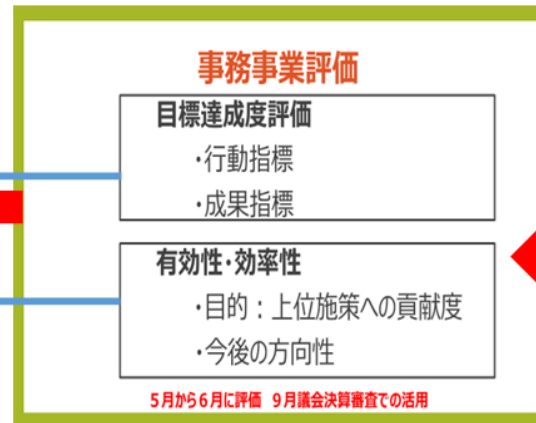 事務事業評価
目標達成度評価
・行動指標
・成果指標
有効性・効率性
・目的：上位施策への貢献度
・今後の方向性
5月から6月に評価 9月議会決算審査での活用